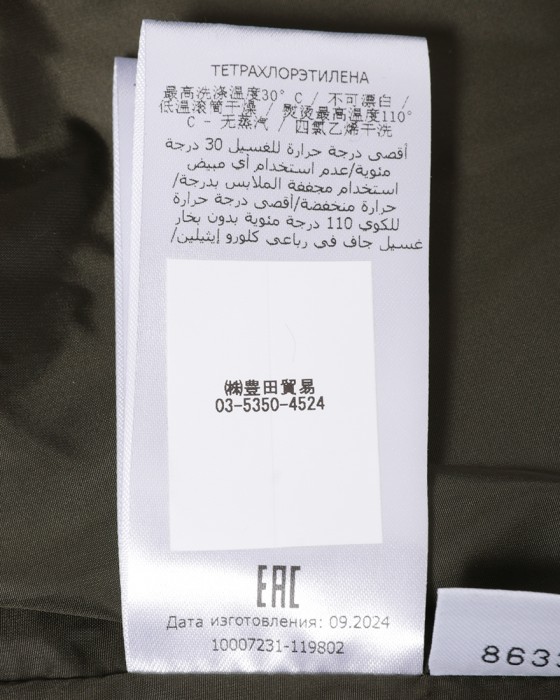 ТЕТРАХЛОРЭТИЛЕНА
最高洗涤温度30° C / 不可漂白 /
低温滚筒干燥 / 熨烫最高温度110°
C - 无蒸汽 / 四氯乙烯干洗
أقصى درجة حرارة للغسيل 30 درجة
مئوية/عدم استخدام أي مبيض
استخدام مجففة الملابس بدرجة/
حرارة منخفضة/أقصى درجة حرارة
للكوي 110 درجة مئوية بدون بخار
غسيل جاف في رباعي كلورو إيثيلين/
㈱豊田貿易
03-5350-4524
EAC
Дата изготовления: 09.2024
10007231-119802